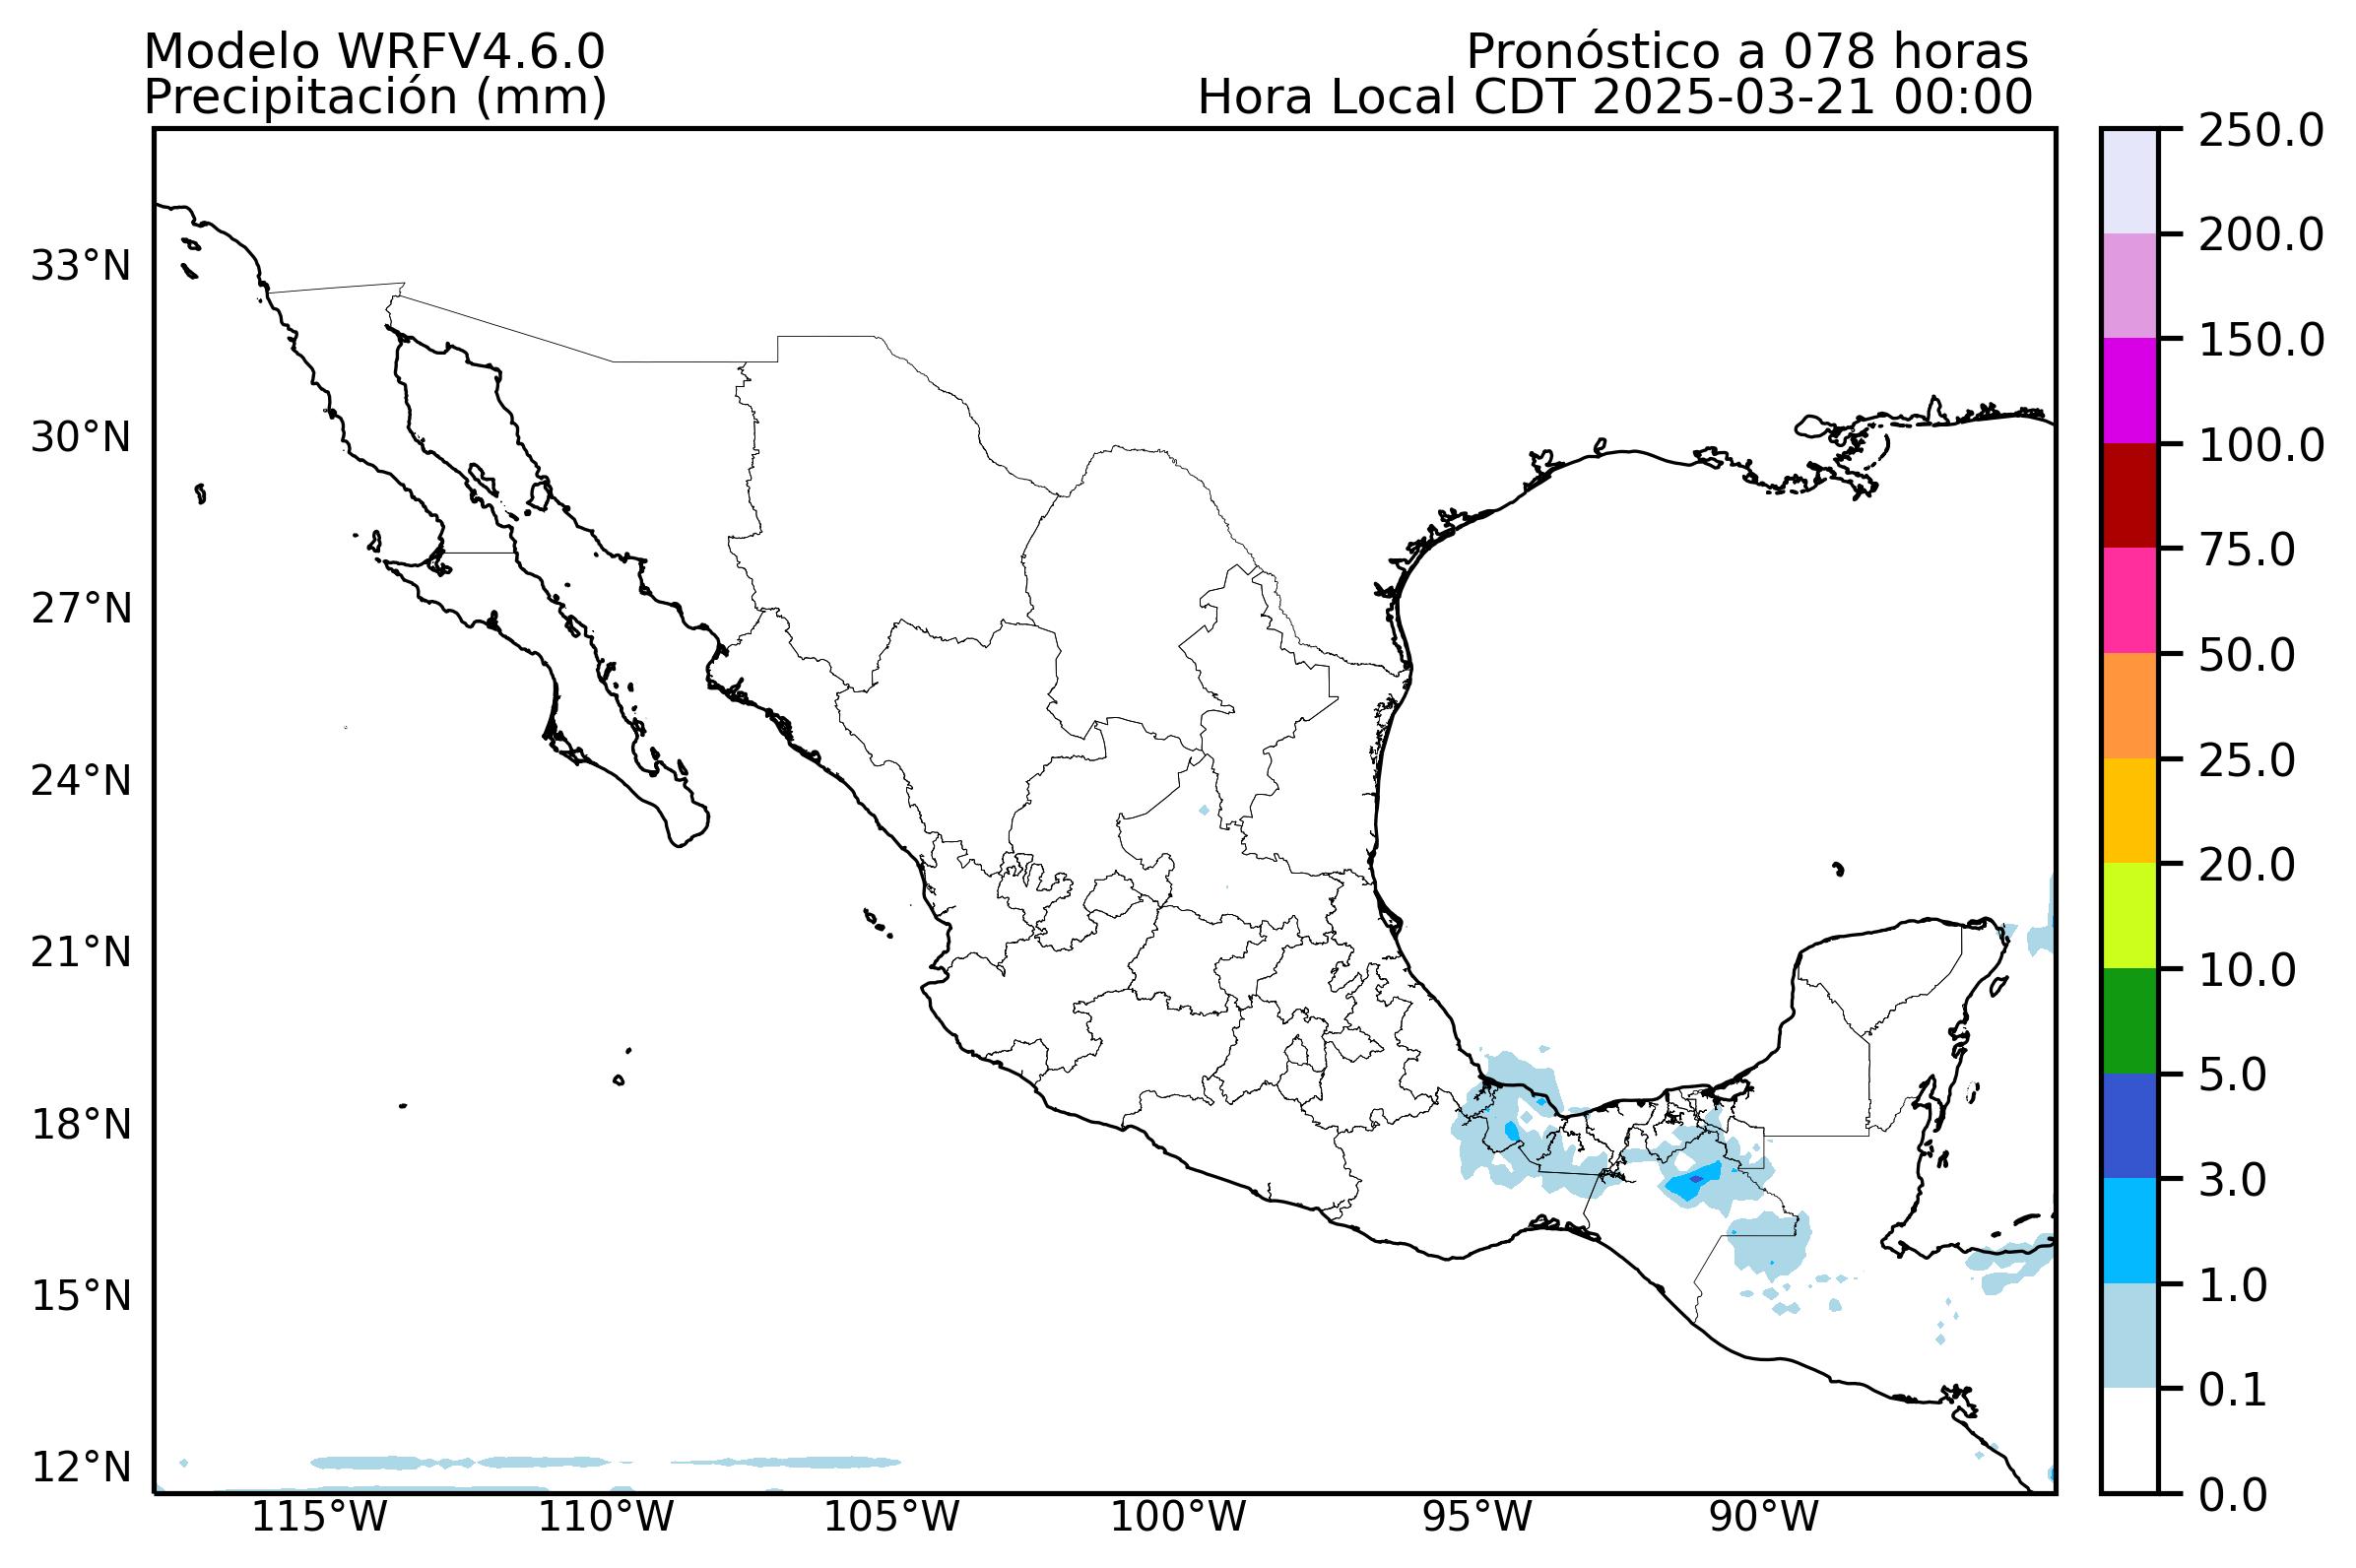 Modelo WRFV4.6.0
Precipitación (mm)
Pronóstico a 078 horas
Hora Local CDT 2025-03-21 00:00
33°N
30°N
27°N
24°N
21°N
18°N
15°N
12°N
115°W
110°W
105°W
100°W
95°W
90°W
250.0
200.0
150.0
100.0
75.0
50.0
25.0
20.0
10.0
5.0
3.0
1.0
0.1
0.0